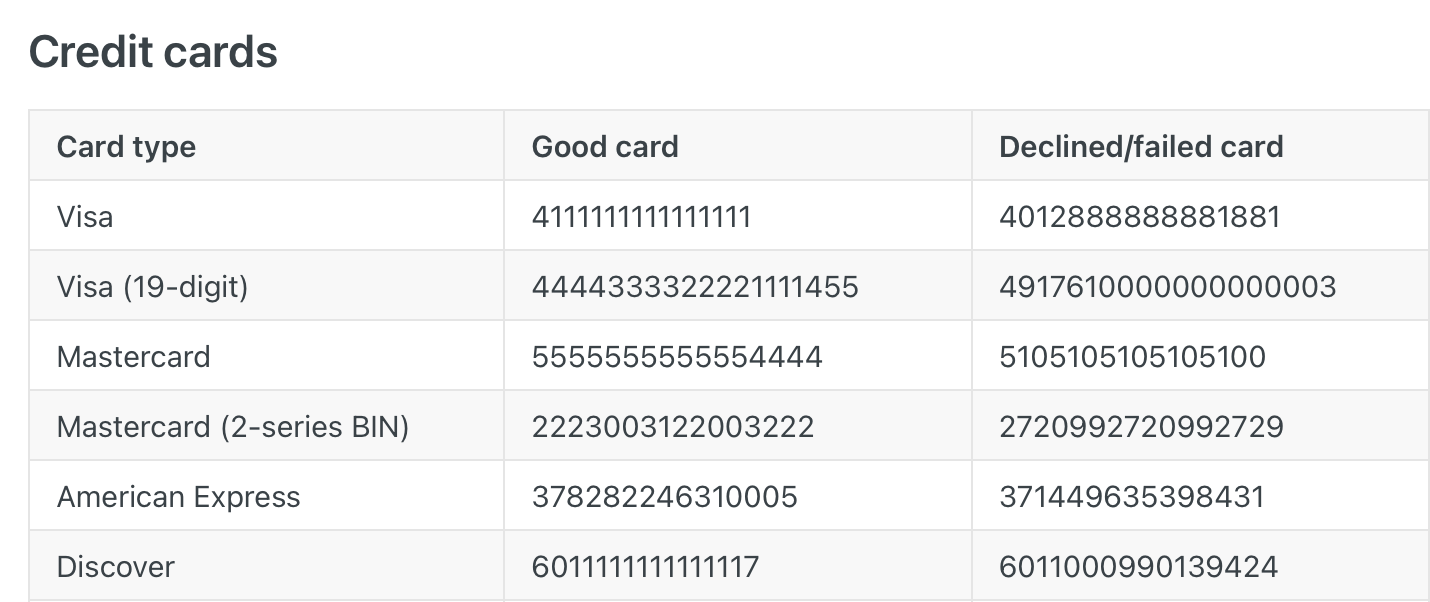 Credit cards
Card type Good card Declined/failed card
Visa 4111111111111111 4012888888881881
Visa (19-digit) 4444333322221111455 4917610000000000003
Mastercard 5555555555554444 5105105105105100
Mastercard (2-series BIN) 2223003122003222 2720992720992729
American Express 378282246310005 371449635398431
Discover 6011111111111117 6011000990139424